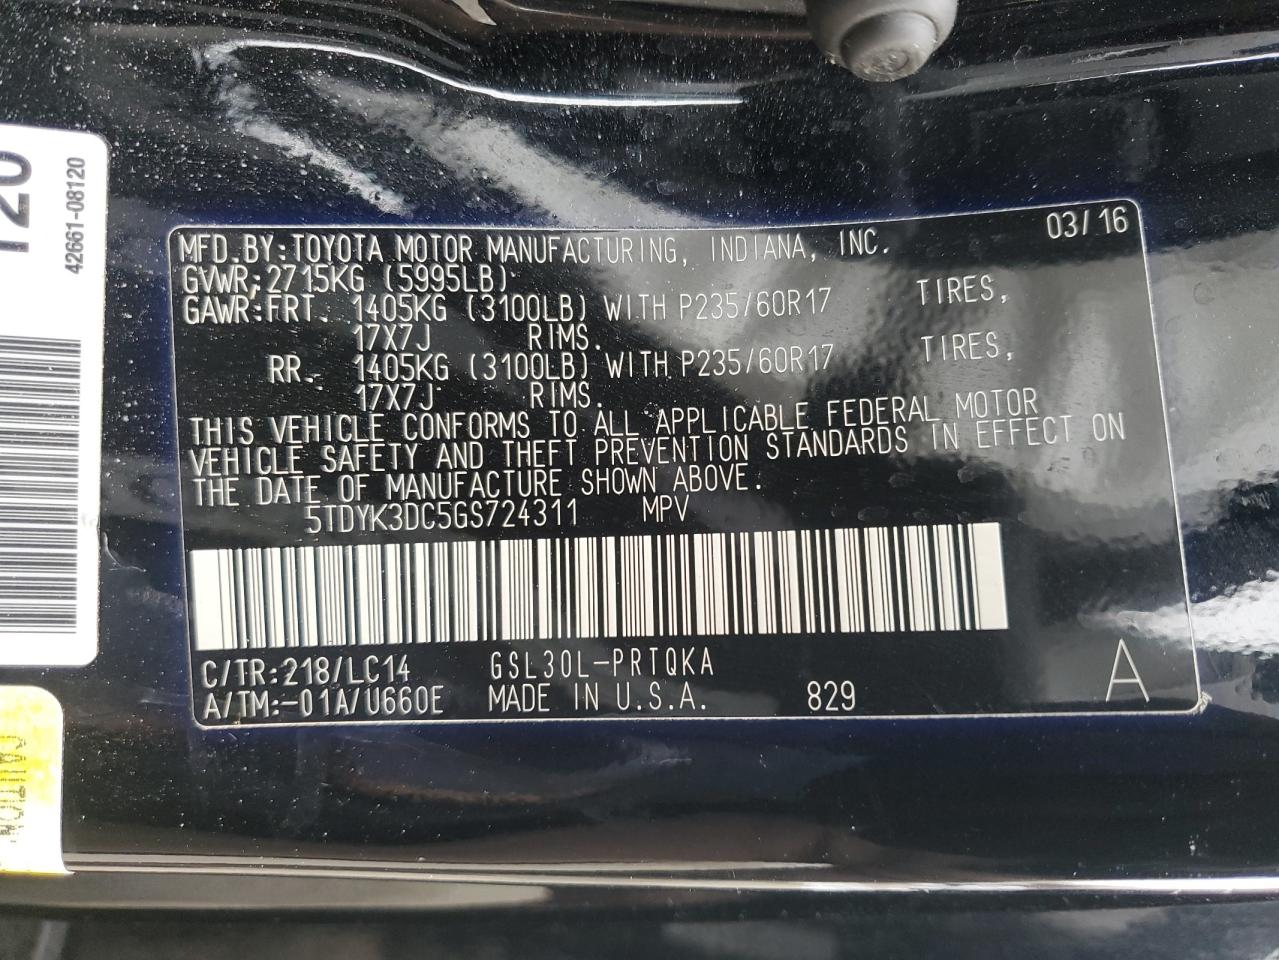 120
42661-08120
MFD.BY:TOYOTA MOTOR MANUFACTURING, INDIANA, INC. 03/16
GVWR:2715KG (5995LB)
GAWR:FRT. 1405KG (3100LB) WITH P235/60R17 TIRES,
17X7J RIMS.
RR. 1405KG (3100LB) WITH P235/60R17 TIRES,
17X7J RIMS.
THIS VEHICLE CONFORMS TO ALL APPLICABLE FEDERAL MOTOR
VEHICLE SAFETY AND THEFT PREVENTION STANDARDS IN EFFECT ON
THE DATE OF MANUFACTURE SHOWN ABOVE.
5TDYK3DC5GS724311 MPV
C/TR:218/LC14 GSL30L-PRTQKA
A/TM:-01A/U660E MADE IN U.S.A. 829 A
CAUTION